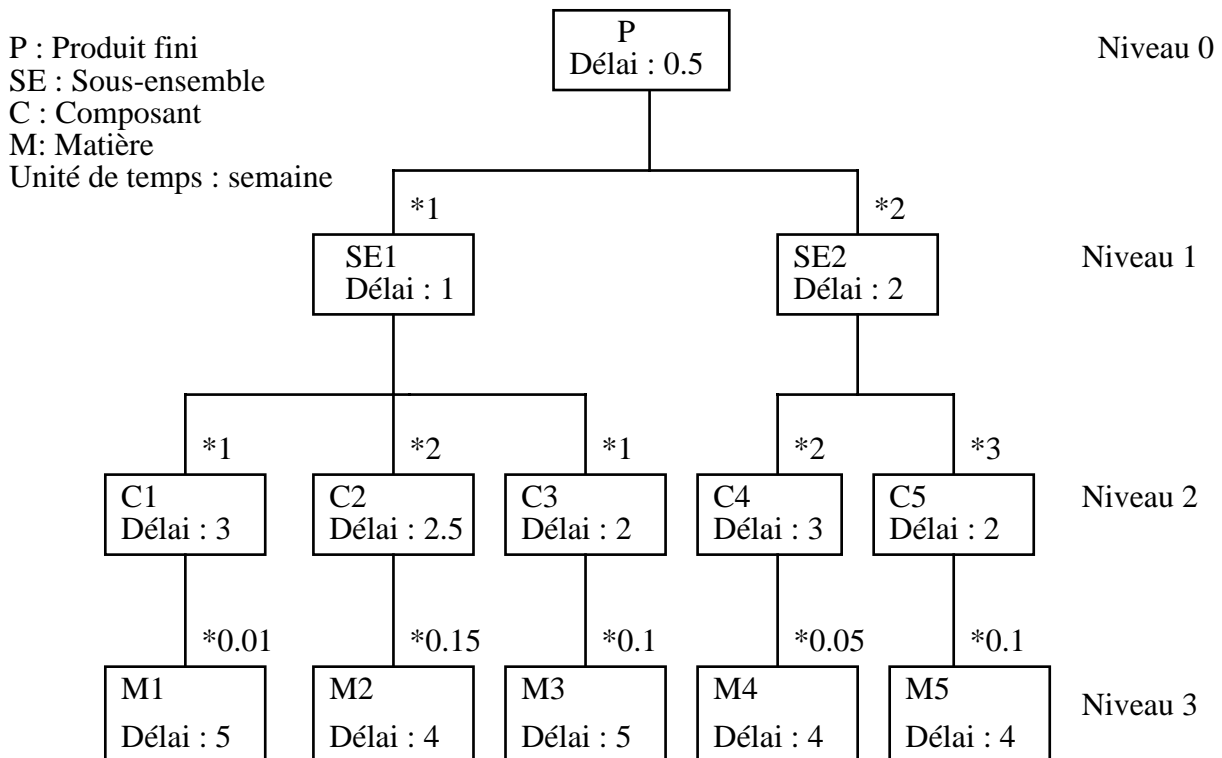 P : Produit fini
SE : Sous-ensemble
C : Composant
M: Matière
Unité de temps : semaine
P
Délai : 0.5
Niveau 0
*1
*2
SE1
Délai : 1
SE2
Délai : 2
Niveau 1
*1
*2
*1
*2
*3
C1
Délai : 3
C2
Délai : 2.5
C3
Délai : 2
C4
Délai : 3
C5
Délai : 2
Niveau 2
*0.01
*0.15
*0.1
*0.05
*0.1
M1
Délai : 5
M2
Délai : 4
M3
Délai : 5
M4
Délai : 4
M5
Délai : 4
Niveau 3